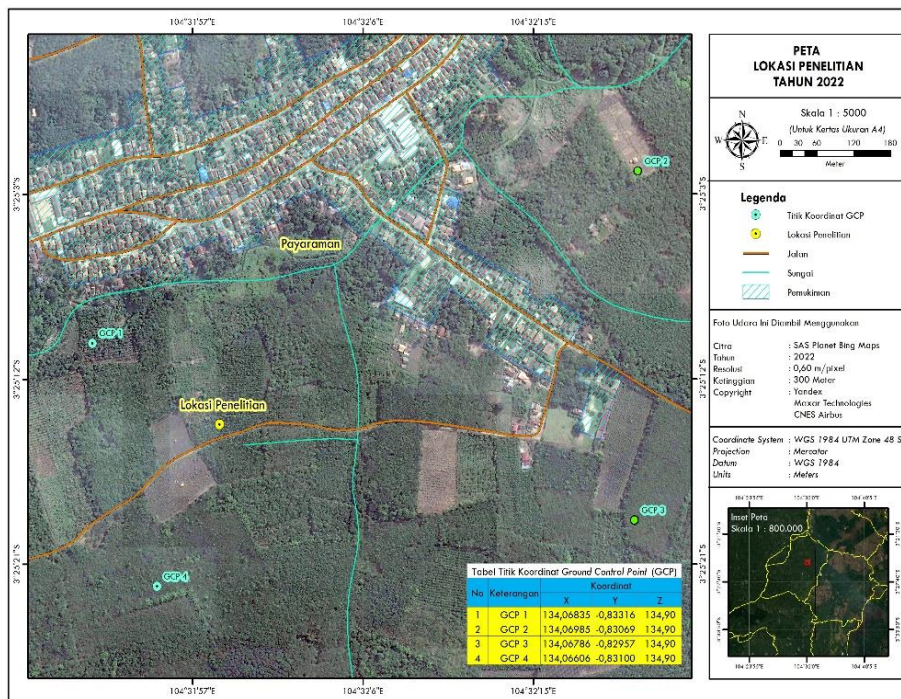 PETA
LOKASI PENELITIAN
TAHUN 2022
N
W E
S
Skala 1 : 5000
(Untuk Kertas Ukuran A4)
0 30 60 120 180
Meter
Legenda
Titik Koordinat GCP
Lokasi Penelitian
Jalan
Sungai
Pemukiman
Foto Udara Ini Diambil Menggunakan
Citra : SAS Planet Bing Maps
Tahun : 2022
Resolusi : 0,60 m/pixel
Ketinggian : 300 Meter
Copyright : Yandex
Maxar Technologies
CNES Airbus
Coordinate System : WGS 1984 UTM Zone 48 S
Projection : Mercator
Datum : WGS 1984
Units : Meters
Inset Peta
Skala 1 : 800.000
104°31'57"E 104°32'6"E 104°32'15"E
3°25'3"S 3°25'3"S
3°25'12"S 3°25'12"S
3°25'21"S 3°25'21"S
104°31'57"E 104°32'6"E 104°32'15"E
GCP 2
Payaraman
GCP 1
Lokasi Penelitian
GCP 3
GCP 4
Tabel Titik Koordinat Ground Control Point (GCP)
No Keterangan Koordinat
X Y Z
1 GCP 1 134,06835 -0,83316 134,90
2 GCP 2 134,06985 -0,83069 134,90
3 GCP 3 134,06786 -0,82957 134,90
4 GCP 4 134,06606 -0,83100 134,90